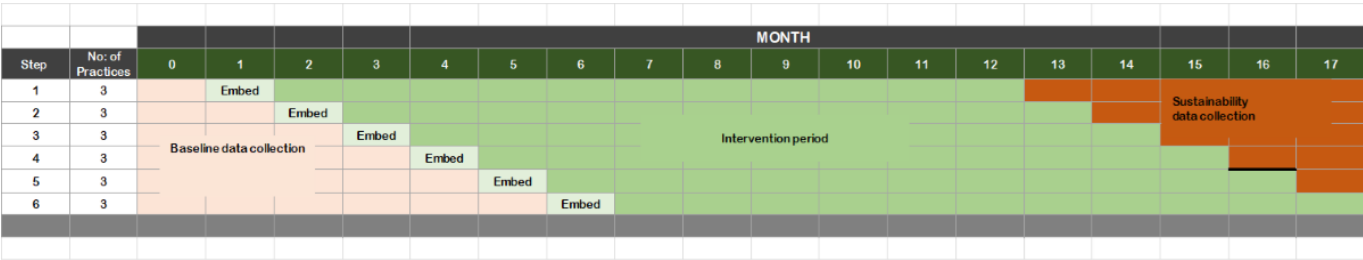 MONTH
Step No: of Practices 0 1 2 3 4 5 6 7 8 9 10 11 12 13 14 15 16 17
1 3 Embed
2 3 Embed
3 3 Embed
4 3 Embed
5 3 Embed
6 3 Embed
Baseline data collection
Intervention period
Sustainability
data collection